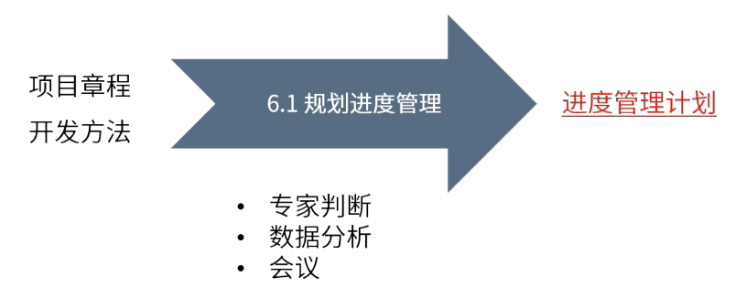 项目章程
开发方法
6.1 规划进度管理
进度管理计划
• 专家判断
• 数据分析
• 会议